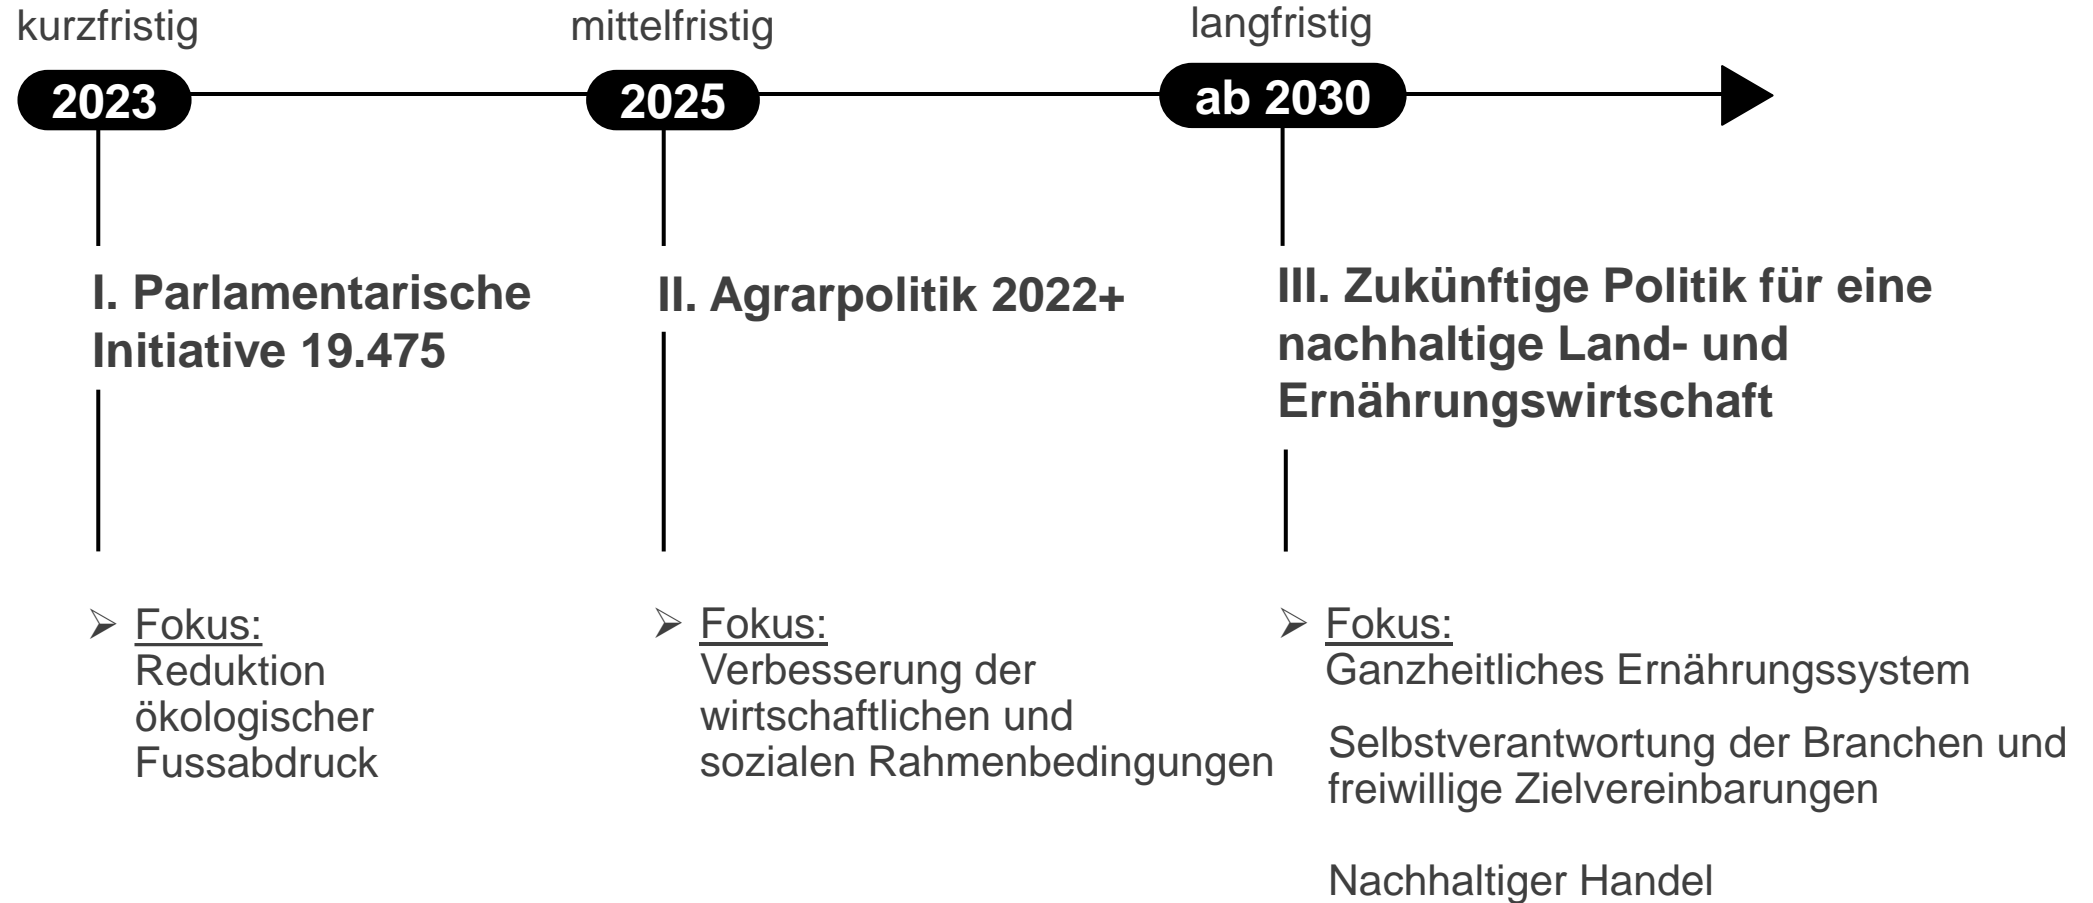 kurzfristig
mittelfristig
langfristig
2023
2025
ab 2030
I. Parlamentarische
Initiative 19.475
II. Agrarpolitik 2022+
III. Zukünftige Politik für eine
nachhaltige Land- und
Ernährungswirtschaft
Fokus:
Reduktion
ökologischer
Fussabdruck
Fokus:
Verbesserung der
wirtschaftlichen und
sozialen Rahmenbedingungen
Fokus:
Ganzheitliches Ernährungssystem
Selbstverantwortung der Branchen und
freiwillige Zielvereinbarungen
Nachhaltiger Handel